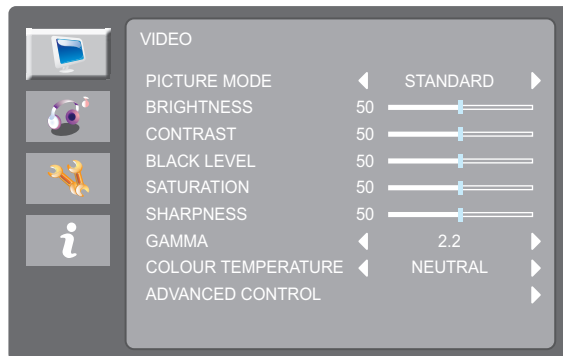 VIDEO
PICTURE MODE STANDARD
BRIGHTNESS 50
CONTRAST 50
BLACK LEVEL 50
SATURATION 50
SHARPNESS 50
GAMMA 2.2
COLOUR TEMPERATURE NEUTRAL
ADVANCED CONTROL
i